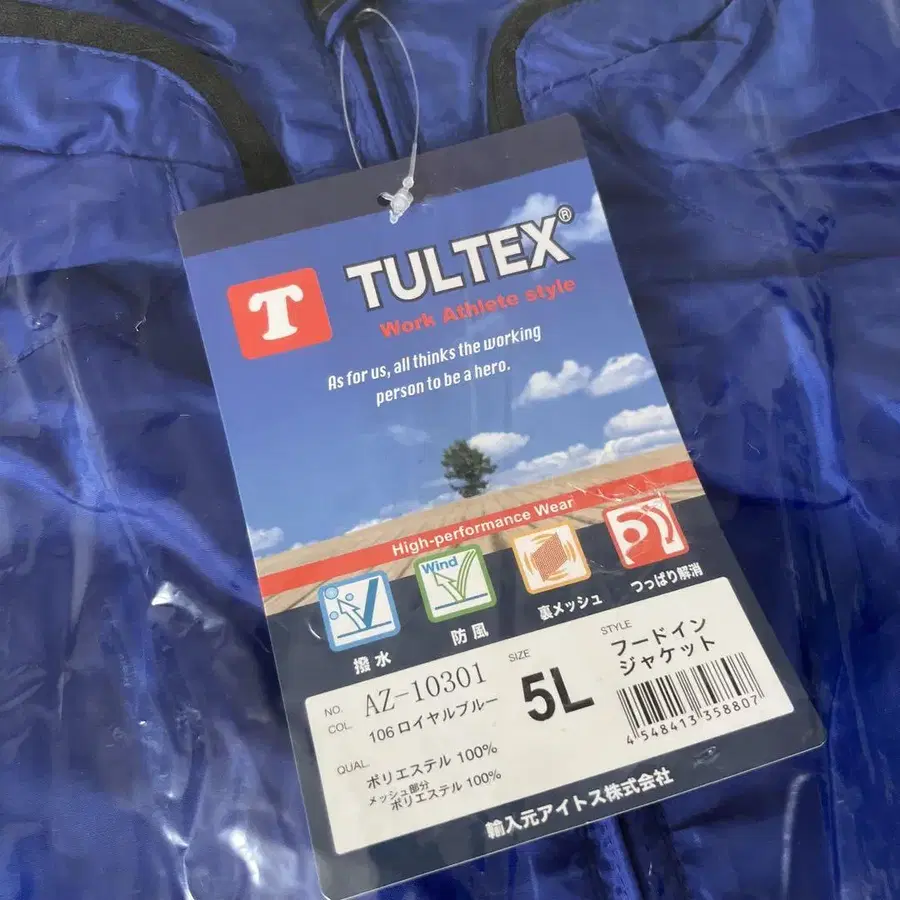 T
TULTEX®
Work Athlete style
As for us, all thinks the working
person to be a hero.
High-performance Wear
Wind
撥水
防風
裏メッシュ
つっぱり解消
NO. AZ-10301
COL. 106 ロイヤルブルー
SIZE
5L
STYLE
フードイン
ジャケット
4 548413 358807
QUAL. ポリエステル 100%
メッシュ部分
ポリエステル 100%
輸入元アイトス株式会社